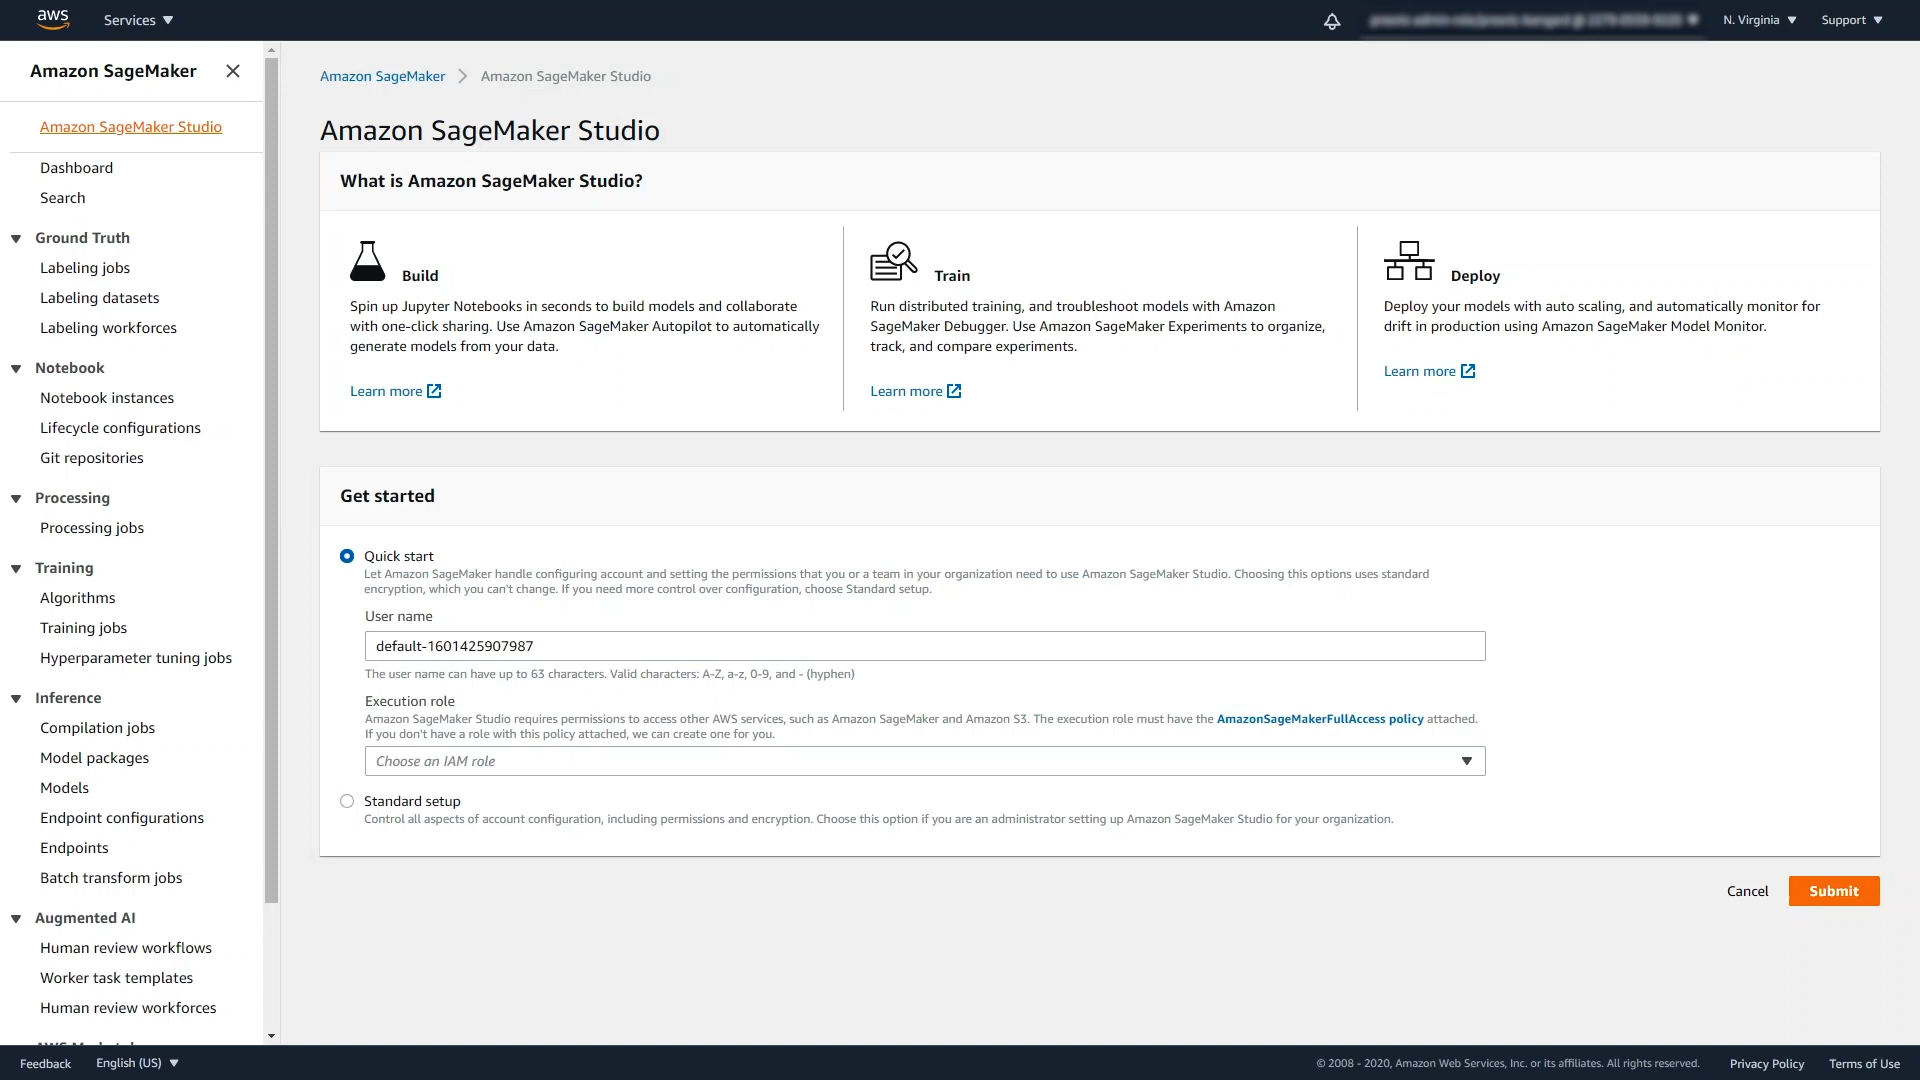 aws
Services
N. Virginia
Support
Amazon SageMaker
Amazon SageMaker Studio
Dashboard
Search
Ground Truth
Labeling jobs
Labeling datasets
Labeling workforces
Notebook
Notebook instances
Lifecycle configurations
Git repositories
Processing
Processing jobs
Training
Algorithms
Training jobs
Hyperparameter tuning jobs
Inference
Compilation jobs
Model packages
Models
Endpoint configurations
Endpoints
Batch transform jobs
Augmented AI
Human review workflows
Worker task templates
Human review workforces
Amazon SageMaker
Amazon SageMaker Studio
Amazon SageMaker Studio
What is Amazon SageMaker Studio?
Build
Spin up Jupyter Notebooks in seconds to build models and collaborate
with one-click sharing. Use Amazon SageMaker Autopilot to automatically
generate models from your data.
Learn more
Train
Run distributed training, and troubleshoot models with Amazon
SageMaker Debugger. Use Amazon SageMaker Experiments to organize,
track, and compare experiments.
Learn more
Deploy
Deploy your models with auto scaling, and automatically monitor for
drift in production using Amazon SageMaker Model Monitor.
Learn more
Get started
Quick start
Let Amazon SageMaker handle configuring account and setting the permissions that you or a team in your organization need to use Amazon SageMaker Studio. Choosing this options uses standard
encryption, which you can't change. If you need more control over configuration, choose Standard setup.
User name
default-1601425907987
The user name can have up to 63 characters. Valid characters: A-Z, a-z, 0-9, and - (hyphen)
Execution role
Amazon SageMaker Studio requires permissions to access other AWS services, such as Amazon SageMaker and Amazon S3. The execution role must have the AmazonSageMakerFullAccess policy attached.
If you don't have a role with this policy attached, we can create one for you.
Choose an IAM role
Standard setup
Control all aspects of account configuration, including permissions and encryption. Choose this option if you are an administrator setting up Amazon SageMaker Studio for your organization.
Cancel
Submit
Feedback
English (US)
© 2008 - 2020, Amazon Web Services, Inc. or its affiliates. All rights reserved.
Privacy Policy
Terms of Use